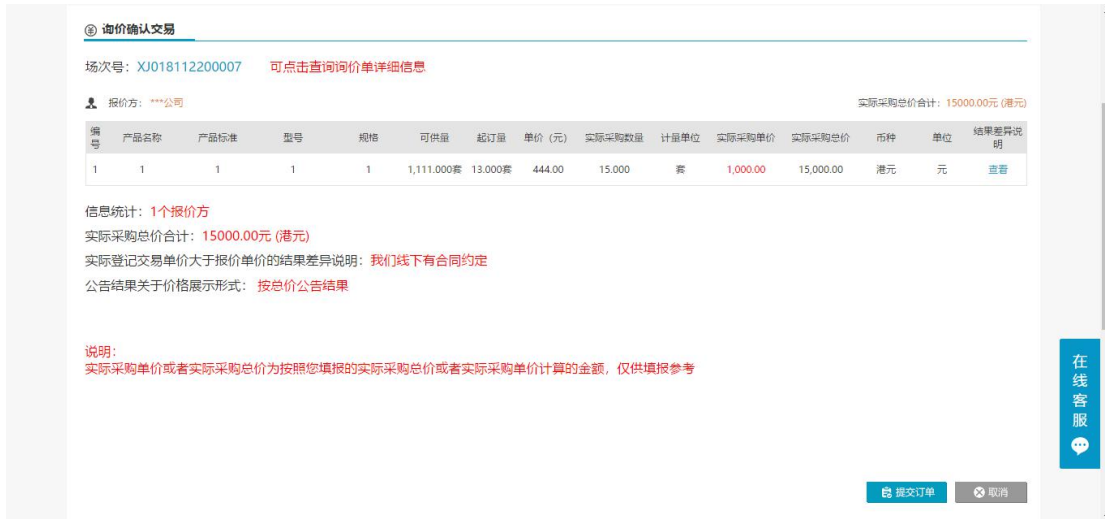 询价确认交易
场次号：XJ018112200007 可点击查询询价单详细信息
报价方：***公司 实际采购总价合计：15000.00元 (港元)
编号 产品名称 产品标准 型号 规格 可供量 起订量 单价（元） 实际采购数量 计量单位 实际采购单价 实际采购总价 币种 单位 结果差异说明
1 1 1 1 1 1,111.000套 13.000套 444.00 15.000 套 1,000.00 15,000.00 港元 元 查看
信息统计：1个报价方
实际采购总价合计：15000.00元 (港元)
实际登记交易单价大于报价单价的结果差异说明：我们线下有合同约定
公告结果关于价格展示形式： 按总价公告结果
说明：
实际采购单价或者实际采购总价为按照您填报的实际采购总价或者实际采购单价计算的金额，仅供填报参考
在线客服
提交订单 取消